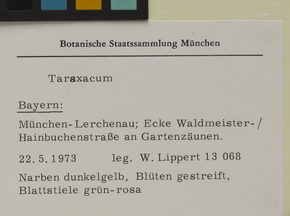 Botanische Staatssammlung München
Taraxacum
Bayern:
München-Lerchenau; Ecke Waldmeister-/
Hainbuchenstraße an Gartenzäunen.
22.5.1973 leg. W. Lippert 13 068
Narben dunkelgelb, Blüten gestreift,
Blattstiele grün-rosa